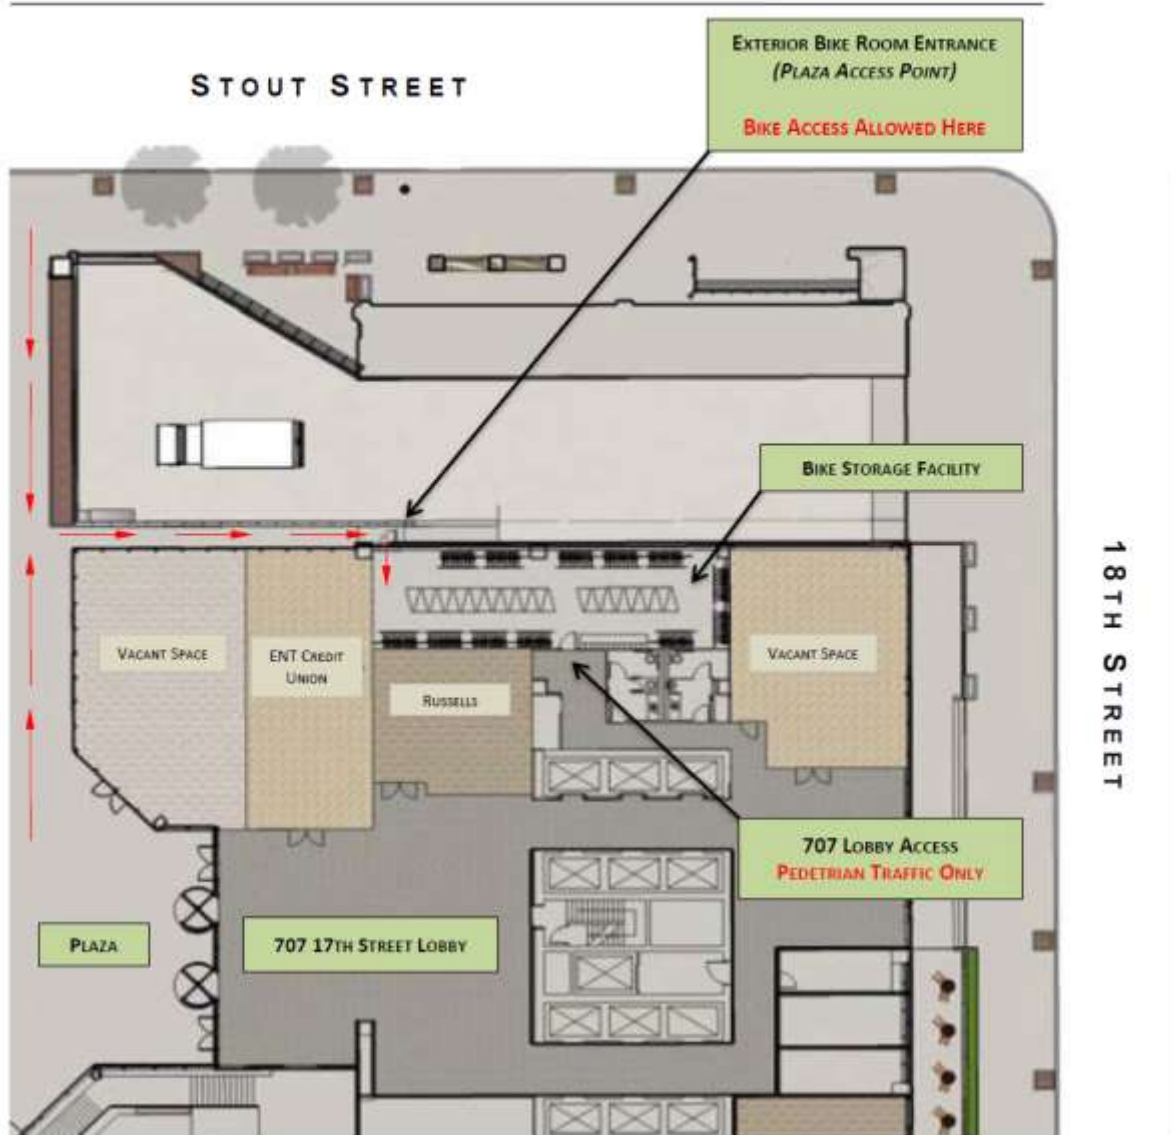 STOUT STREET
EXTERIOR BIKE ROOM ENTRANCE
(PLAZA ACCESS POINT)
BIKE ACCESS ALLOWED HERE
BIKE STORAGE FACILITY
18TH STREET
VACANT SPACE
ENT CREDIT
UNION
RUSSELLS
VACANT SPACE
707 LOBBY ACCESS
PEDETRIAN TRAFFIC ONLY
PLAZA
707 17TH STREET LOBBY